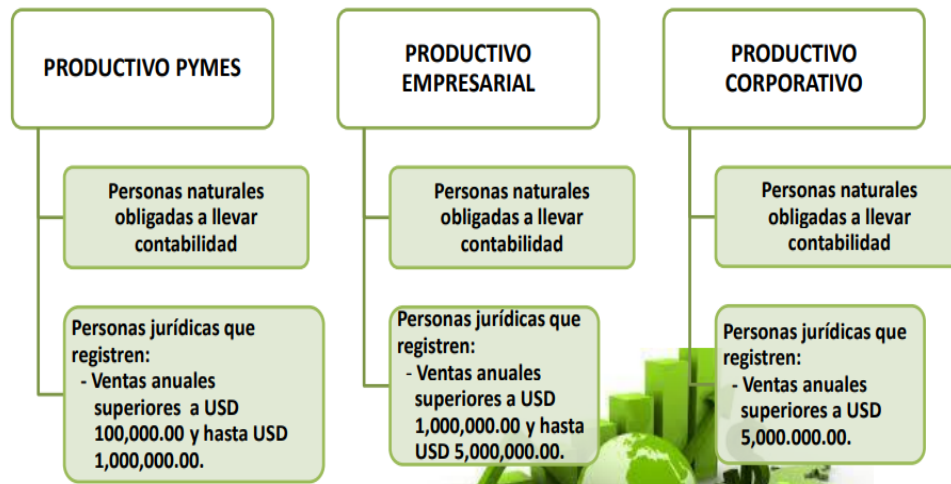 PRODUCTIVO PYMES
Personas naturales
obligadas a llevar
contabilidad
Personas jurídicas que
registren:
- Ventas anuales
superiores a USD
100,000.00 y hasta USD
1,000,000.00.
PRODUCTIVO
EMPRESARIAL
Personas naturales
obligadas a llevar
contabilidad
Personas jurídicas que
registren:
- Ventas anuales
superiores a USD
1,000,000.00 y hasta
USD 5,000,000.00.
PRODUCTIVO
CORPORATIVO
Personas naturales
obligadas a llevar
contabilidad
Personas jurídicas que
registren:
- Ventas anuales
superiores a USD
5,000.000.00.